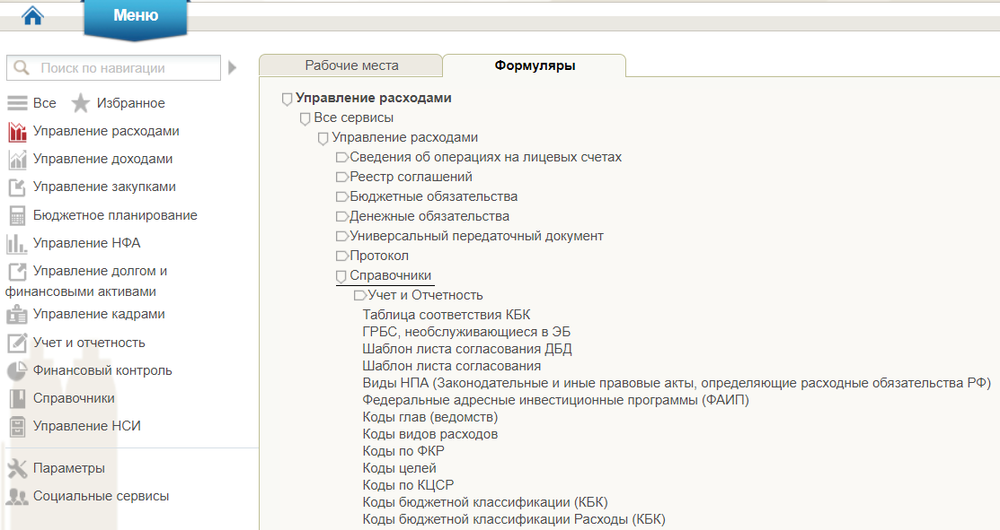 Меню
Поиск по навигации
Все Избранное
Управление расходами
Управление доходами
Управление закупками
Бюджетное планирование
Управление НФА
Управление долгом и
финансовыми активами
Управление кадрами
Учет и отчетность
Финансовый контроль
Справочники
Управление НСИ
Параметры
Социальные сервисы
Рабочие места Формуляры
Управление расходами
Все сервисы
Управление расходами
Сведения об операциях на лицевых счетах
Реестр соглашений
Бюджетные обязательства
Денежные обязательства
Универсальный передаточный документ
Протокол
Справочники
Учет и Отчетность
Таблица соответствия КБК
ГРБС, необслуживающиеся в ЭБ
Шаблон листа согласования ДБД
Шаблон листа согласования
Виды НПА (Законодательные и иные правовые акты, определяющие расходные обязательства РФ)
Федеральные адресные инвестиционные программы (ФАИП)
Коды глав (ведомств)
Коды видов расходов
Коды по ФКР
Коды целей
Коды по КЦСР
Коды бюджетной классификации (КБК)
Коды бюджетной классификации Расходы (КБК)